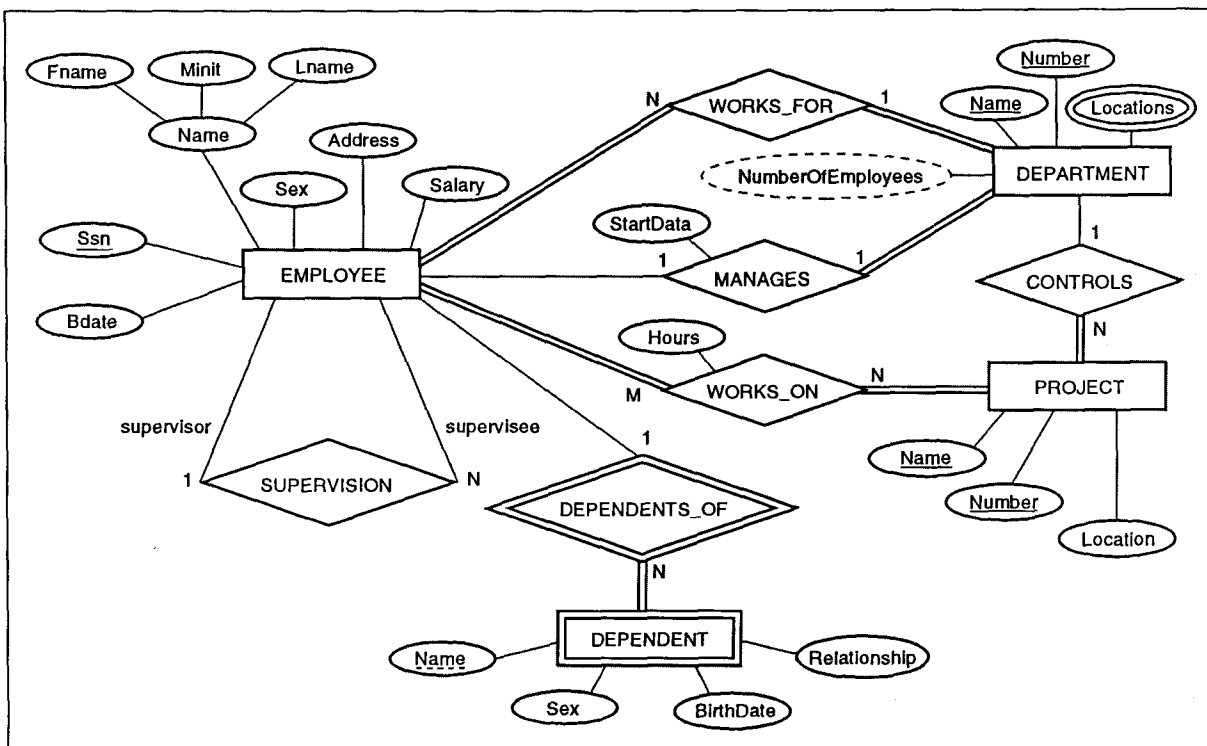 Fname
Minit
Lname
Name
Address
Sex
Salary
Ssn
Bdate
EMPLOYEE
N
WORKS_FOR
1
Number
Name
Locations
NumberOfEmployees
DEPARTMENT
StartData
1
MANAGES
1
1
CONTROLS
N
Hours
M
WORKS_ON
N
PROJECT
Name
Number
Location
supervisor
supervisee
1
SUPERVISION
N
1
DEPENDENTS_OF
N
DEPENDENT
Name
Sex
BirthDate
Relationship